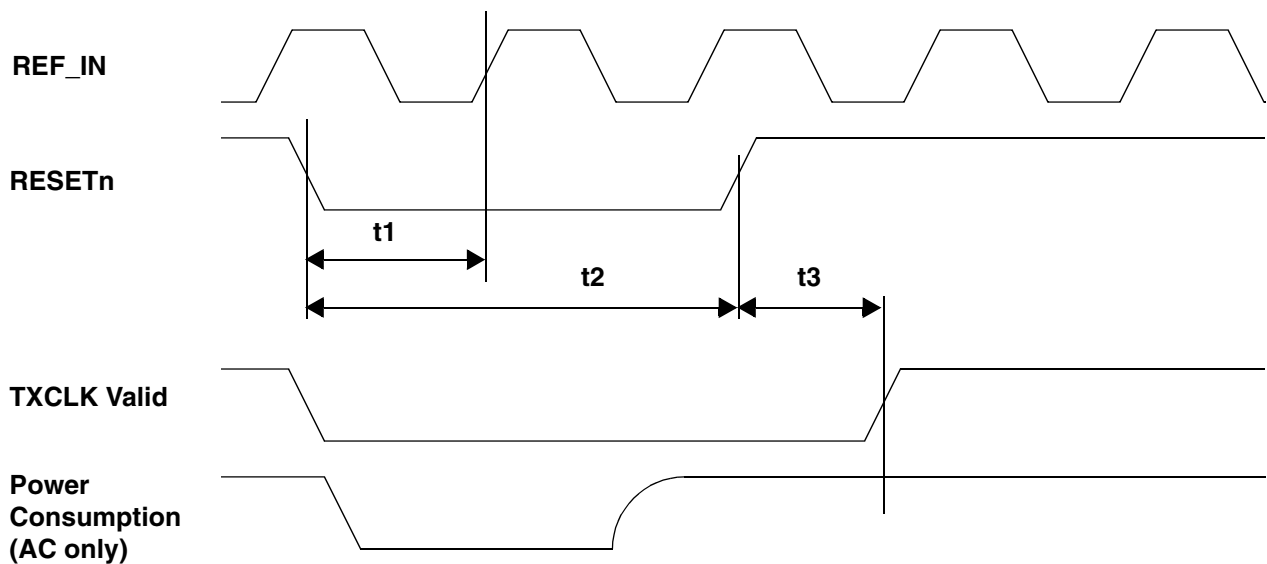 REF_IN
RESETn
t1
t2
t3
TXCLK Valid
Power
Consumption
(AC only)